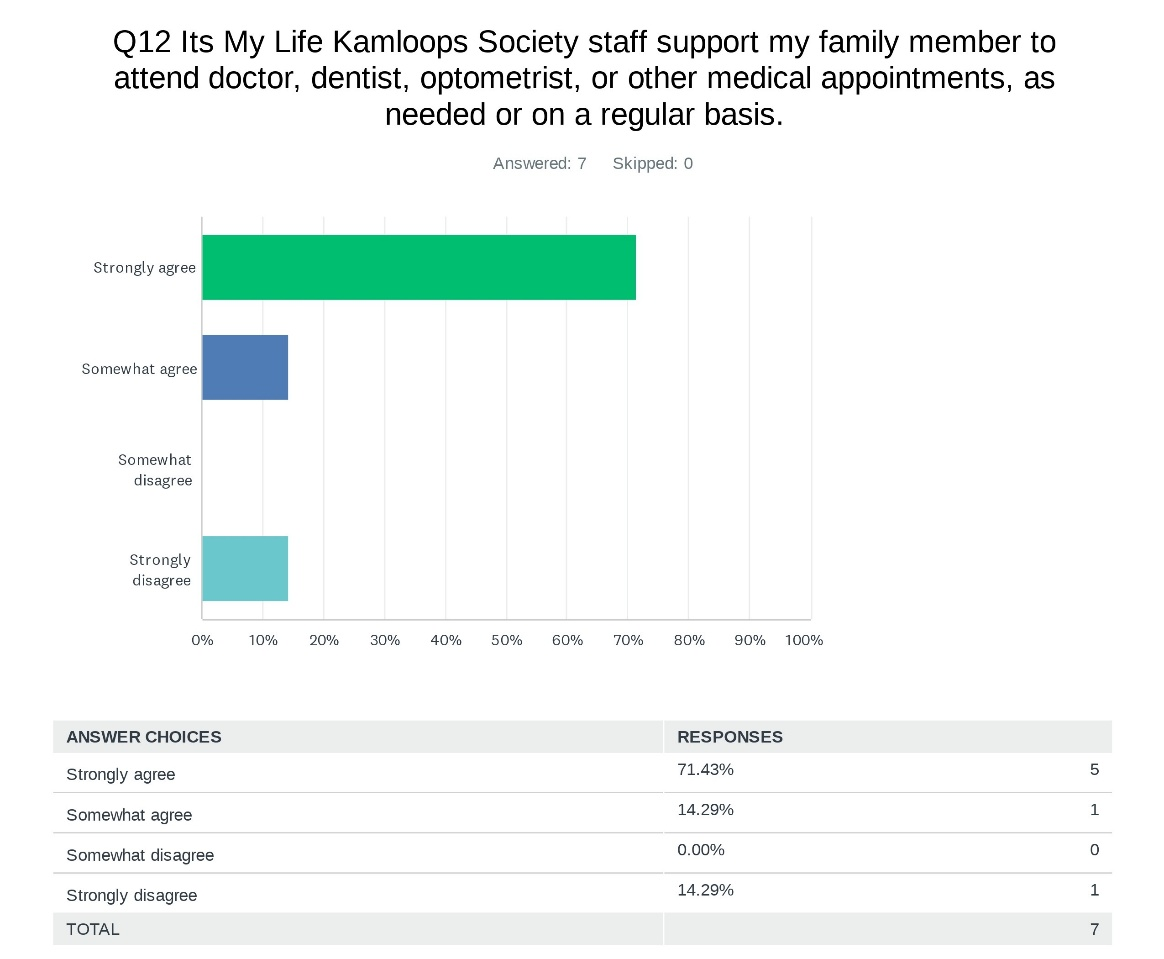 Q12 Its My Life Kamloops Society staff support my family member to
attend doctor, dentist, optometrist, or other medical appointments, as
needed or on a regular basis.
Answered: 7 Skipped: 0
Strongly agree
Somewhat agree
Somewhat
disagree
Strongly
disagree
0% 10% 20% 30% 40% 50% 60% 70% 80% 90% 100%
ANSWER CHOICES RESPONSES
Strongly agree 71.43% 5
Somewhat agree 14.29% 1
Somewhat disagree 0.00% 0
Strongly disagree 14.29% 1
TOTAL 7